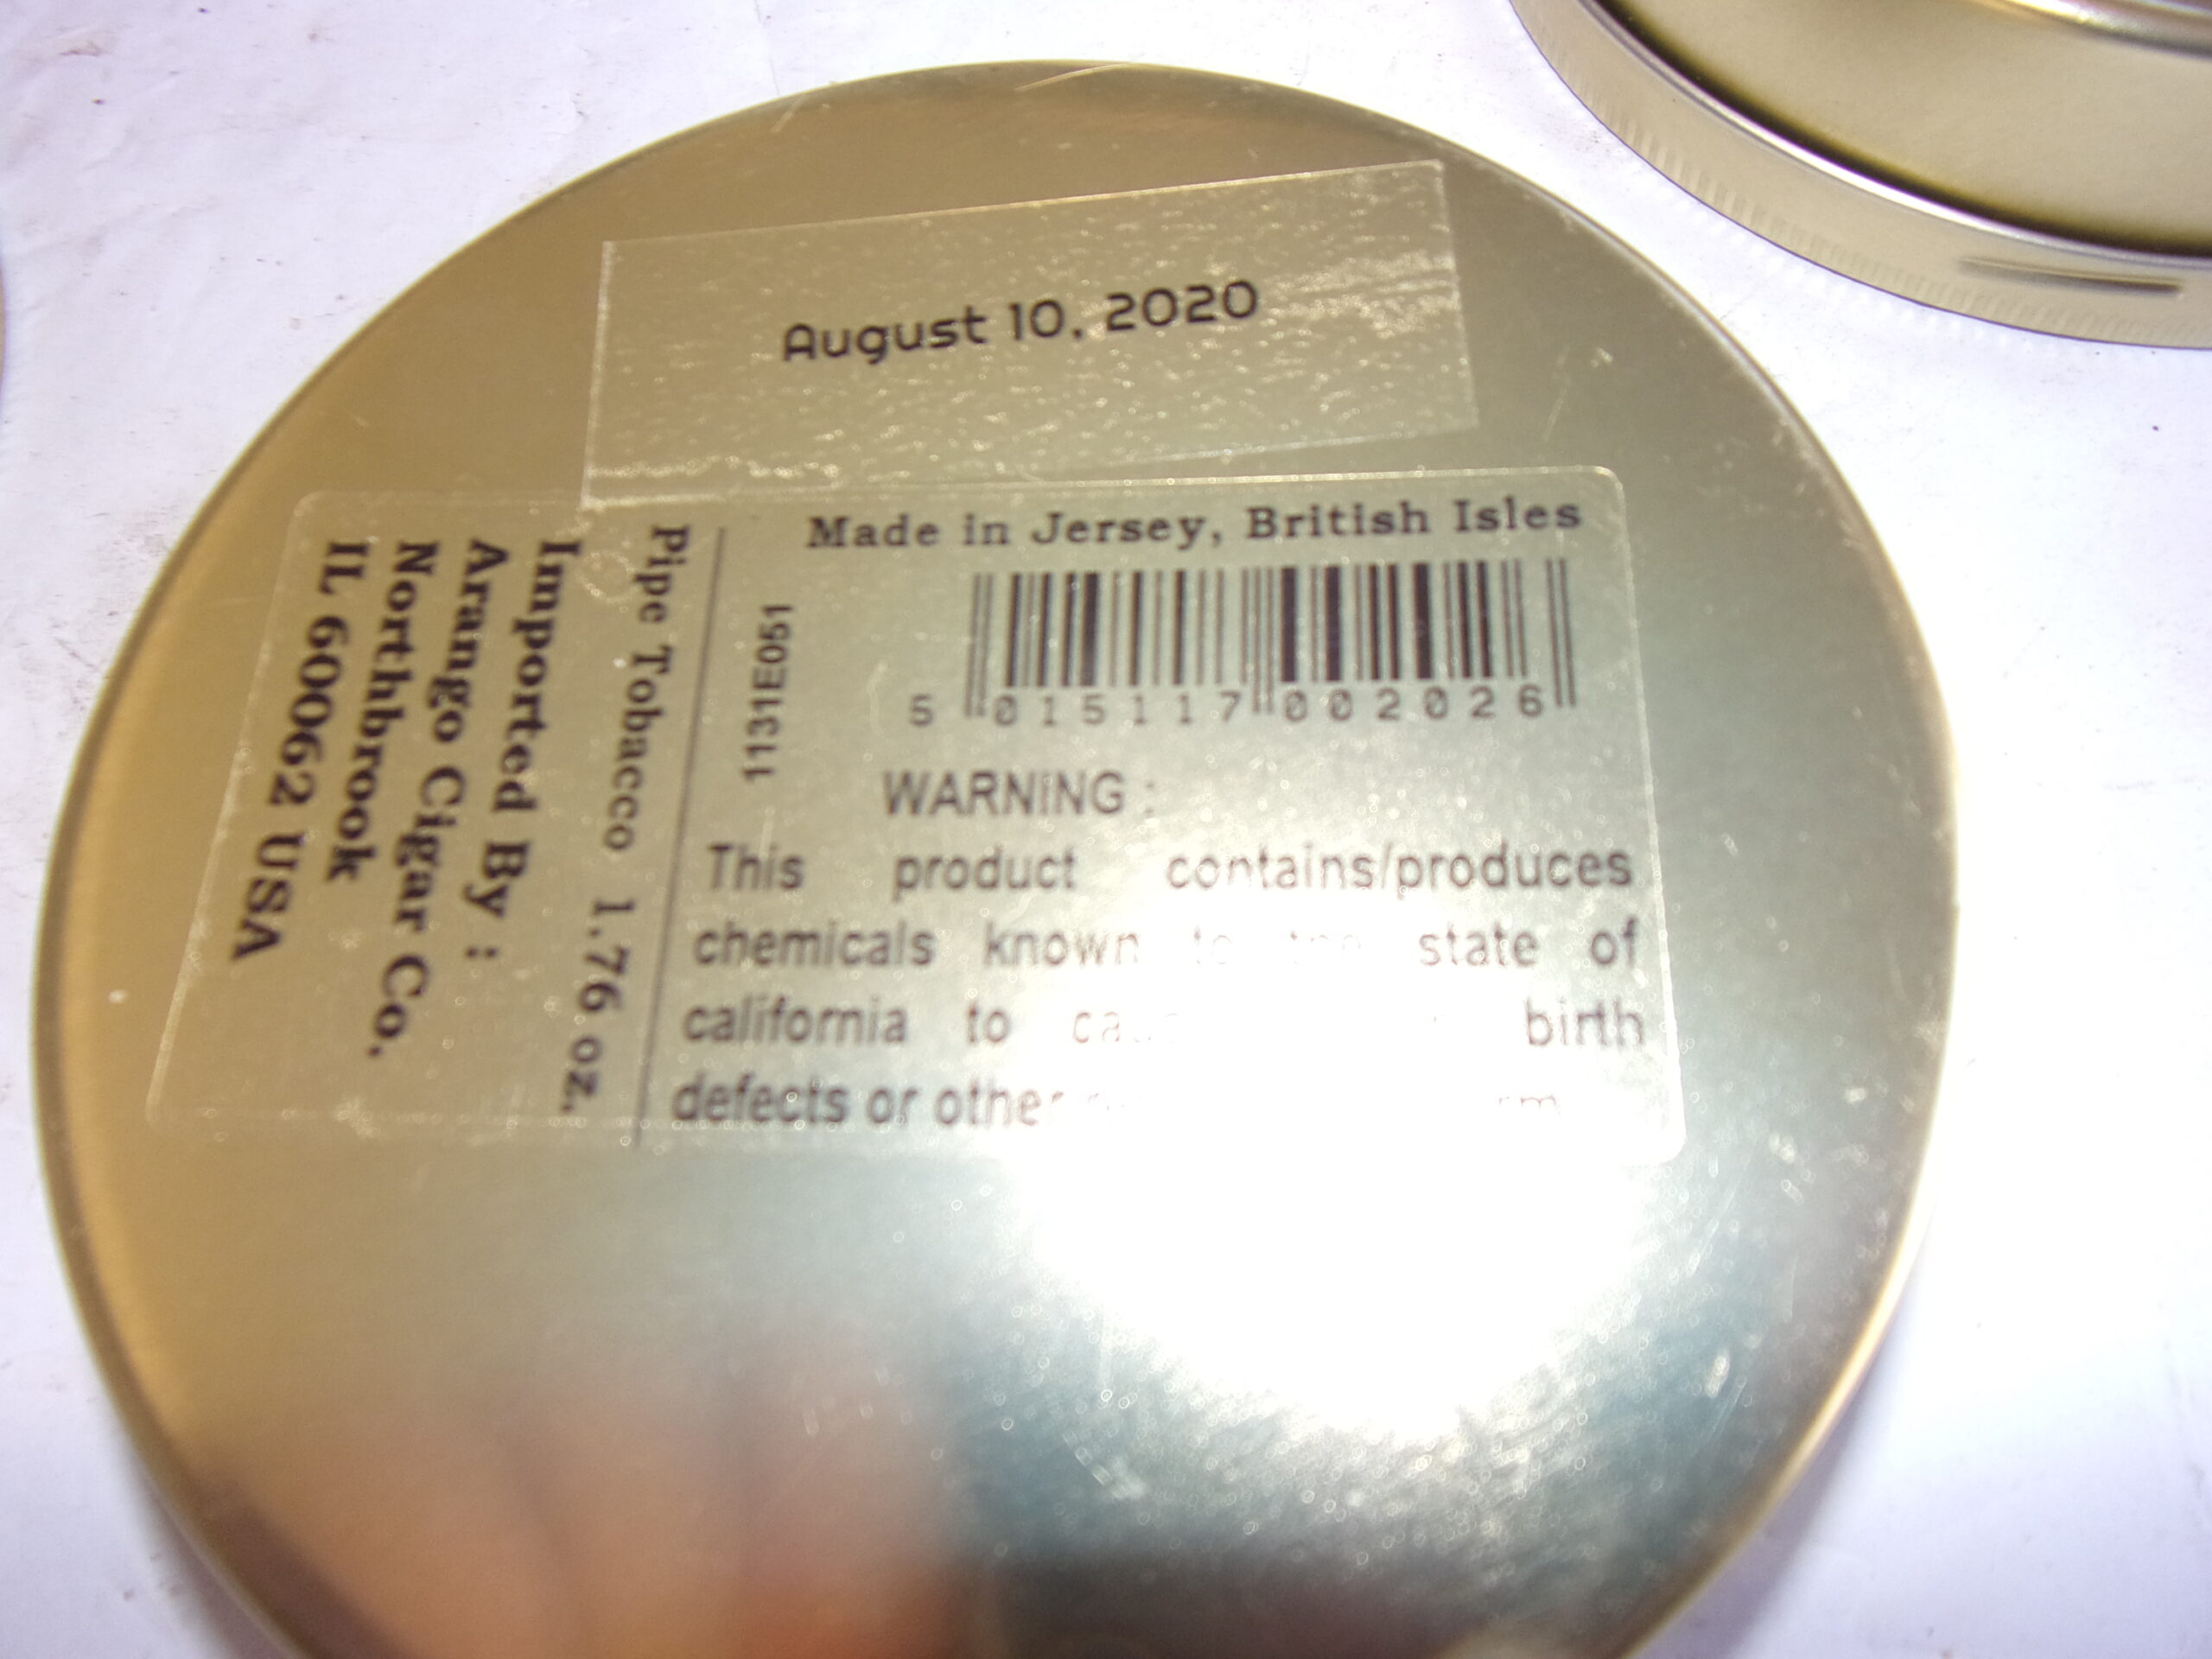 August 10, 2020
Made in Jersey, British Isles
5 015117 002026
1131E051
WARNING :
This product contains/produces
chemicals known to the state of
california to birth
defects or other
Pipe Tobacco 1.76 oz.
Imported By :
Arango Cigar Co.
Northbrook
IL 60062 USA